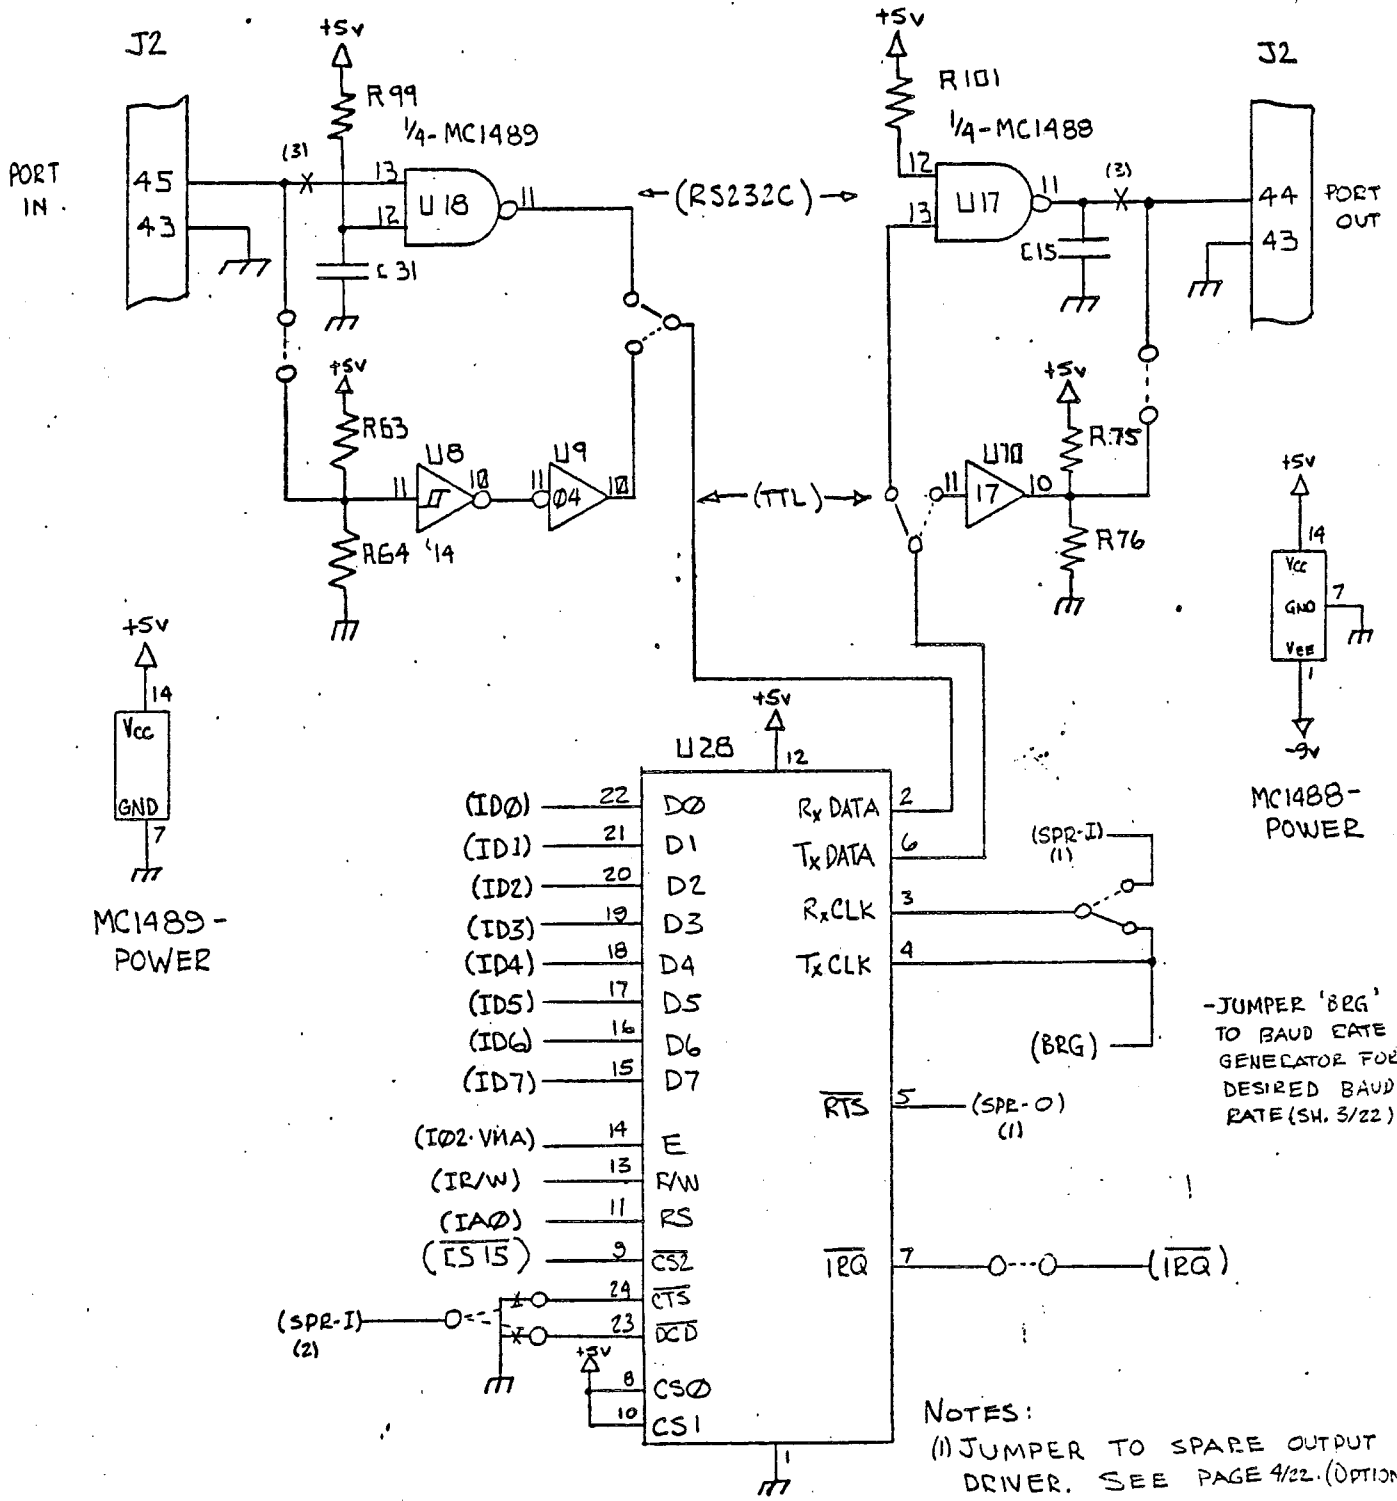 J2
+5V
R99
1/4-MC1489
(3)
PORT
IN
45
43
13
12
U18
11
C31
←(RS232C)→
+5V
R101
1/4-MC1488
12
13
U17
11
(3)
C15
J2
44
43
PORT
OUT
+5V
R63
R64
U8
11
10
'14
U9
11
04
10
←(TTL)→
U70
11
17
10
+5V
R75
R76
+5V
14
VCC
GND
7
VEE
1
-9V
MC1488-
POWER
+5V
14
VCC
GND
7
MC1489-
POWER
U28
+5V
12
(IDØ) 22 DØ
(ID1) 21 D1
(ID2) 20 D2
(ID3) 19 D3
(ID4) 18 D4
(ID5) 17 D5
(ID6) 16 D6
(ID7) 15 D7
(IØ2·VMA) 14 E
(IR/W) 13 R/W
(IAØ) 11 RS
(CS15) 9 CS2
24 CTS
(SPR-I)
(2)
23 DCD
+5V
8 CSØ
10 CS1
1
RxDATA 2
TxDATA 6
RxCLK 3
TxCLK 4
RTS 5 (SPR-O)
(1)
IRQ 7 (IRQ)
(SPR-I)
(1)
(BRG)
-JUMPER 'BRG'
TO BAUD RATE
GENERATOR FOR
DESIRED BAUD
RATE (SH. 3/22)
NOTES:
(1) JUMPER TO SPARE OUTPUT
DRIVER. SEE PAGE 4/22. (OPTION